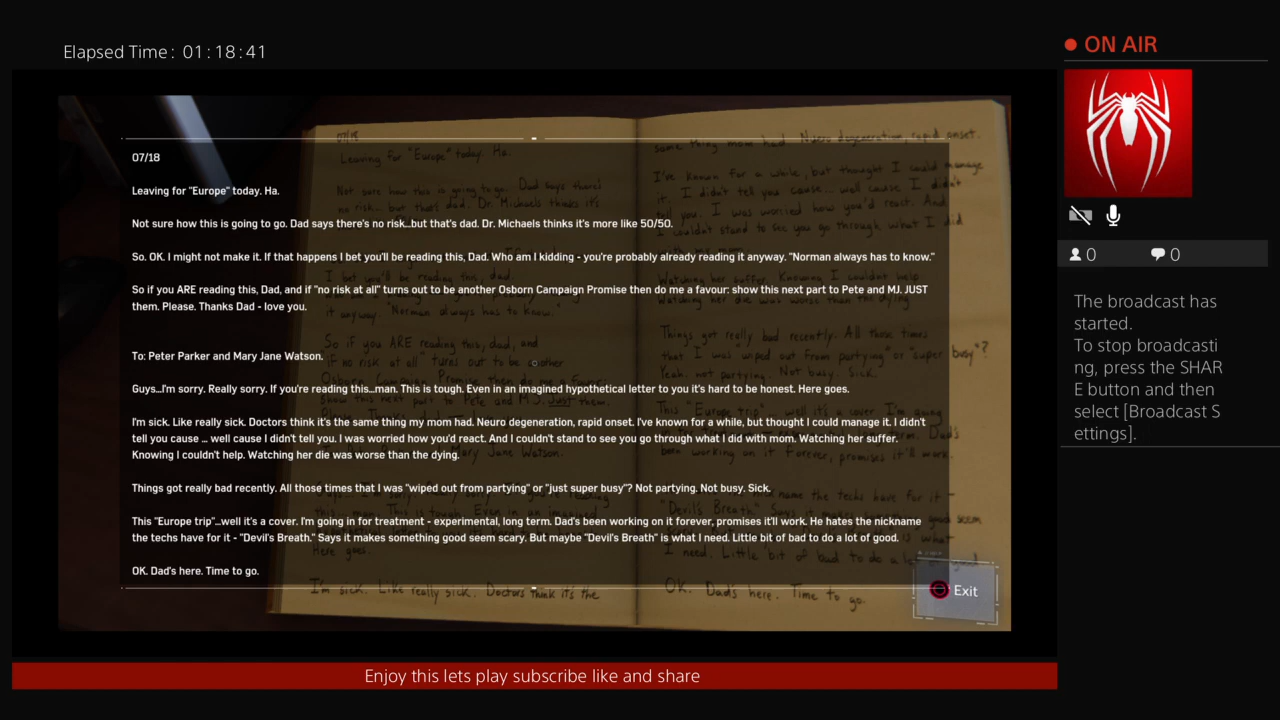 Elapsed Time: 01:18:41
ON AIR
07/18
Leaving for "Europe" today. Ha.
Not sure how this is going to go. Dad says there's no risk...but that's dad. Dr. Michaels thinks it's more like 50/50.
So. OK. I might not make it. If that happens I bet you'll be reading this, Dad. Who am I kidding - you're probably already reading it anyway. "Norman always has to know."
So if you ARE reading this, Dad, and if "no risk at all" turns out to be another Osborn Campaign Promise then do me a favour: show this next part to Pete and MJ. JUST
them. Please. Thanks Dad - love you.
To: Peter Parker and Mary Jane Watson.
Guys...I'm sorry. Really sorry. If you're reading this...man. This is tough. Even in an imagined hypothetical letter to you it's hard to be honest. Here goes.
I'm sick. Like really sick. Doctors think it's the same thing my mom had. Neuro degeneration, rapid onset. I've known for a while, but thought I could manage it. I didn't
tell you cause ... well cause I didn't tell you. I was worried how you'd react. And I couldn't stand to see you go through what I did with mom. Watching her suffer.
Knowing I couldn't help. Watching her die was worse than the dying.
Things got really bad recently. All those times that I was "wiped out from partying" or "just super busy"? Not partying. Not busy. Sick.
This "Europe trip"...well it's a cover. I'm going in for treatment - experimental, long term. Dad's been working on it forever, promises it'll work. He hates the nickname
the techs have for it - "Devil's Breath." Says it makes something good seem scary. But maybe "Devil's Breath" is what I need. Little bit of bad to do a lot of good.
OK. Dad's here. Time to go.
Exit
0
0
The broadcast has
started.
To stop broadcasti
ng, press the SHAR
E button and then
select [Broadcast S
ettings].
Enjoy this lets play subscribe like and share